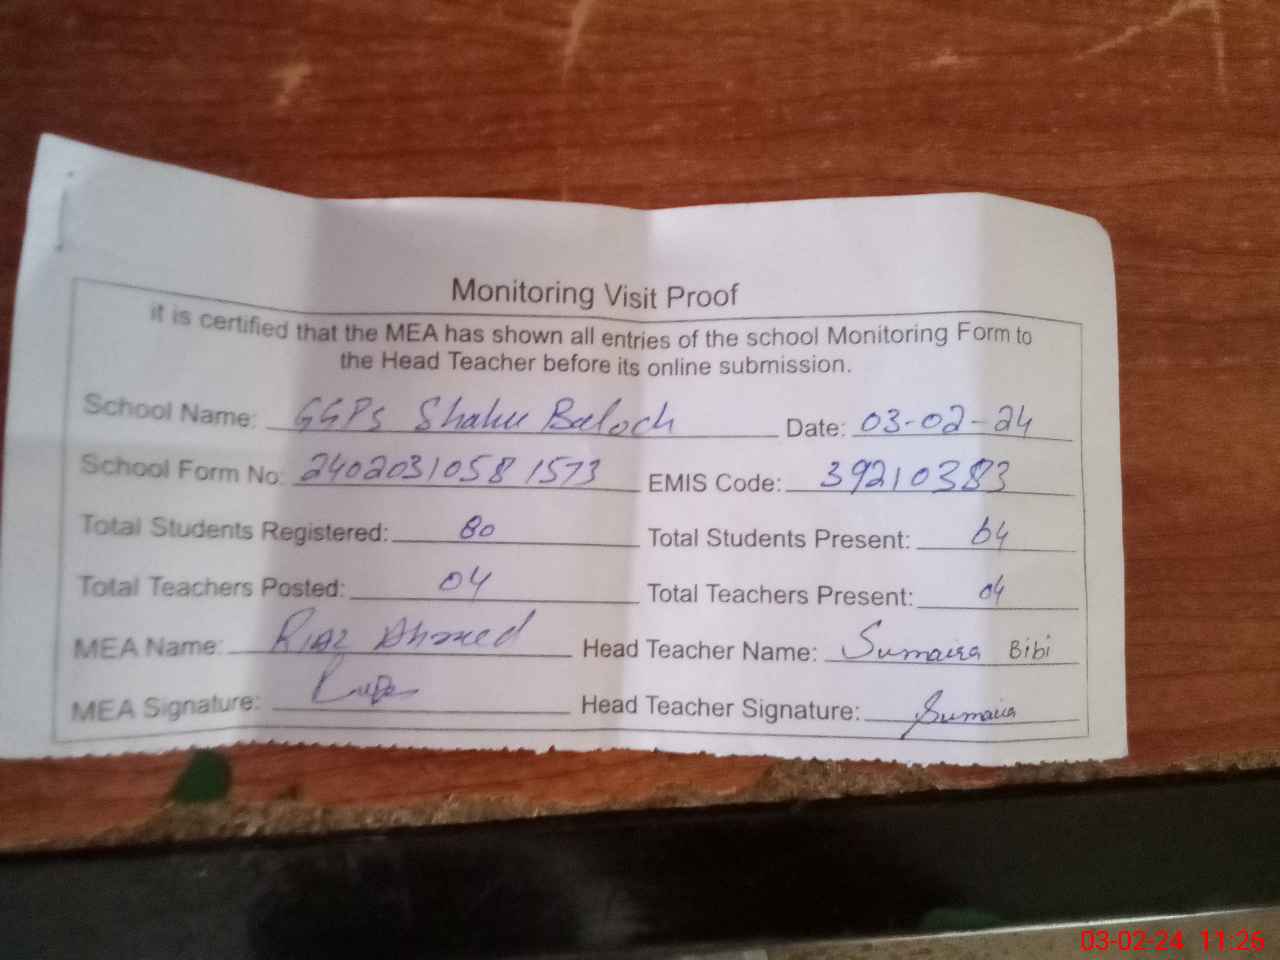 Monitoring Visit Proof
it is certified that the MEA has shown all entries of the school Monitoring Form to
the Head Teacher before its online submission.
School Name: GGPS Shahu Baloch Date: 03-02-24
School Form No: 24020310581573 EMIS Code: 39210383
Total Students Registered: 80 Total Students Present: 64
Total Teachers Posted: 04 Total Teachers Present: 04
MEA Name: Riaz Ahmed Head Teacher Name: Sumaira Bibi
MEA Signature: Head Teacher Signature: Sumaira
03-02-24 11:26